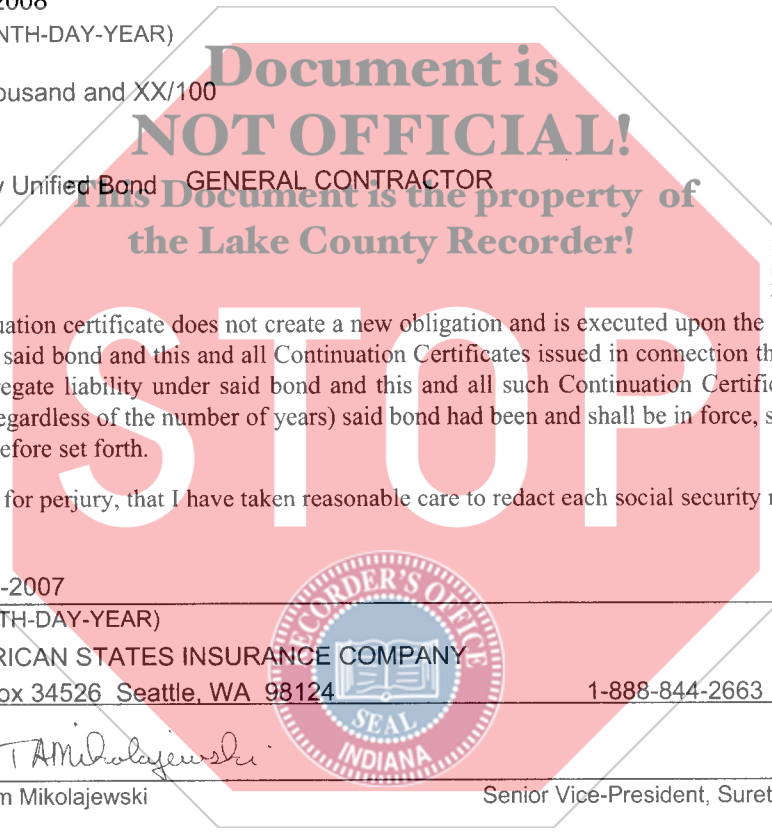 2008
NTH-DAY-YEAR)
Document is
ousand and XX/100
NOT OFFICIAL!
y Unified Bond GENERAL CONTRACTOR
This Document is the property of
the Lake County Recorder!
STOP
uation certificate does not create a new obligation and is executed upon the
said bond and this and all Continuation Certificates issued in connection th
regate liability under said bond and this and all such Continuation Certific
egardless of the number of years) said bond had been and shall be in force, s
efore set forth.
for perjury, that I have taken reasonable care to redact each social security n
-2007
TH-DAY-YEAR)
RICAN STATES INSURANCE COMPANY
ox 34526 Seattle, WA 98124 1-888-844-2663
RECORDER'S OFFICE
SEAL
INDIANA
TAMikolajewski
m Mikolajewski Senior Vice-President, Suret